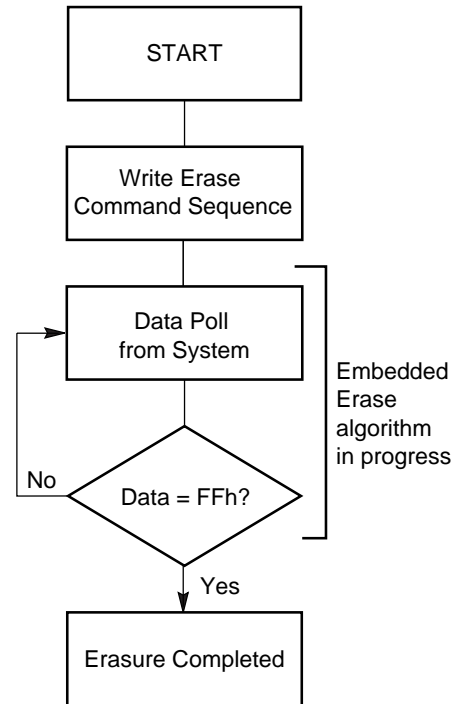 START
Write Erase
Command Sequence
Data Poll
from System
Embedded
Erase
algorithm
in progress
No
Data = FFh?
Yes
Erasure Completed